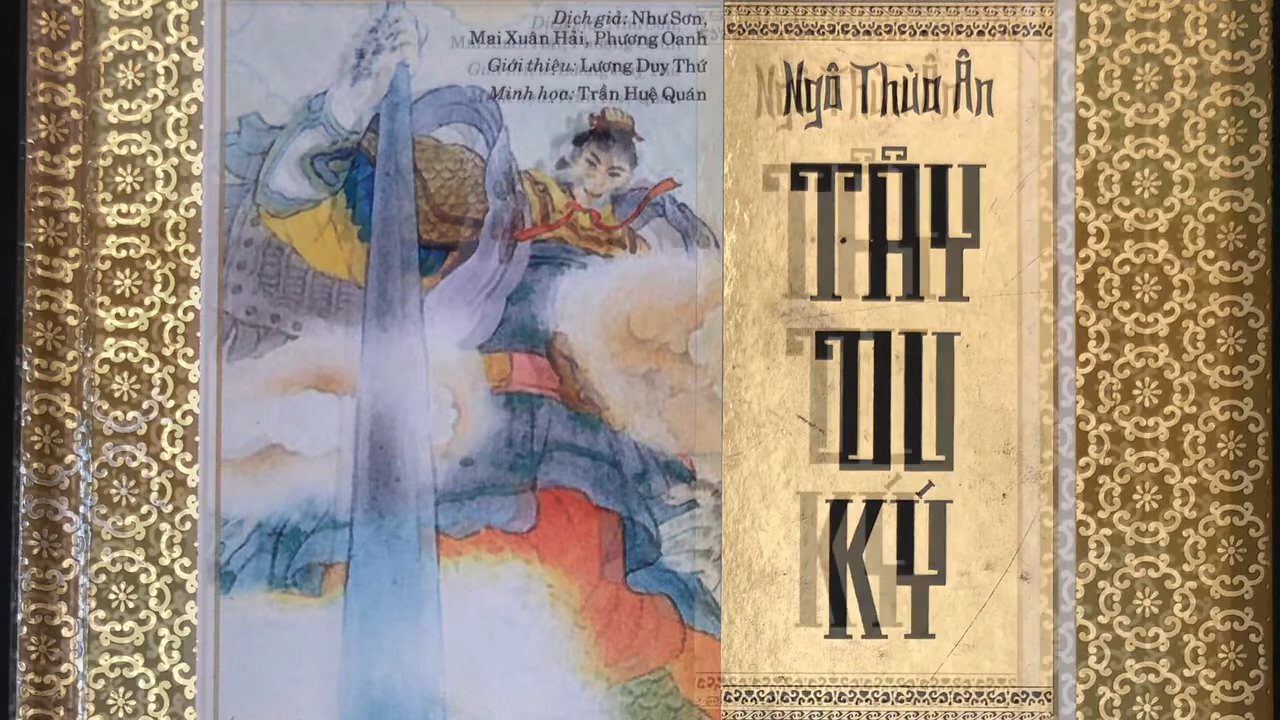 Dịch giả: Như Sơn,
Mai Xuân Hải, Phương Oanh
Giới thiệu: Lương Duy Thứ
Minh họa: Trần Huệ Quán
Ngô Thừa Ân
TÂY
DU
KÝ